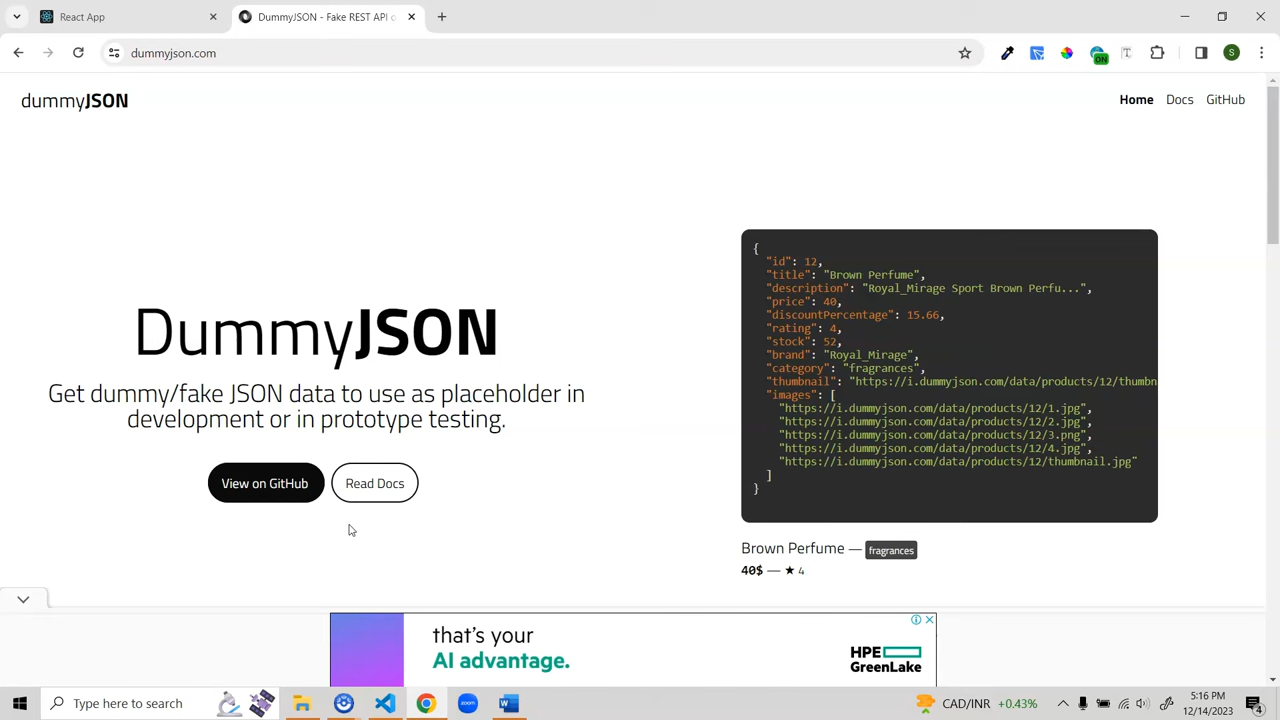 React App
DummyJSON - Fake REST API o
dummyjson.com
ON
S
dummyJSON
Home
Docs
GitHub
{
"id": 12,
"title": "Brown Perfume",
"description": "Royal_Mirage Sport Brown Perfu...",
"price": 40,
"discountPercentage": 15.66,
"rating": 4,
"stock": 52,
"brand": "Royal_Mirage",
"category": "fragrances",
"thumbnail": "https://i.dummyjson.com/data/products/12/thumbn
"images": [
"https://i.dummyjson.com/data/products/12/1.jpg",
"https://i.dummyjson.com/data/products/12/2.jpg",
"https://i.dummyjson.com/data/products/12/3.png",
"https://i.dummyjson.com/data/products/12/4.jpg",
"https://i.dummyjson.com/data/products/12/thumbnail.jpg"
]
}
DummyJSON
Get dummy/fake JSON data to use as placeholder in
development or in prototype testing.
View on GitHub
Read Docs
Brown Perfume — fragrances
40$ — ★ 4
that's your
AI advantage.
HPE
GreenLake
Type here to search
zoom
CAD/INR +0.43%
5:16 PM
12/14/2023
4